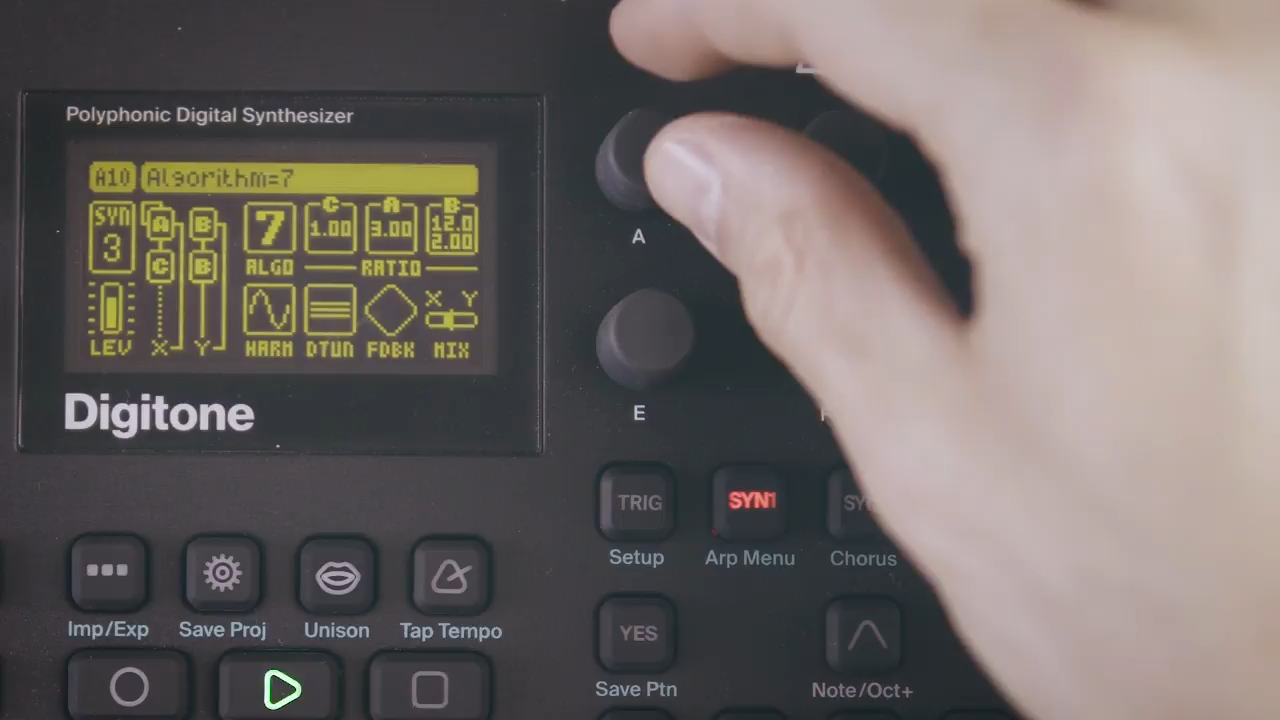 Polyphonic Digital Synthesizer
A10 Algorithm=7
SYN 3 A B C B
7 C 1.00 A 3.00 B 12.0 2.00
ALGO RATIO
X Y
LEV X Y HARM DTUN FDBK MIX
Digitone
A
E
TRIG SYN1
Setup Arp Menu Chorus
Imp/Exp Save Proj Unison Tap Tempo
YES
Save Ptn Note/Oct+